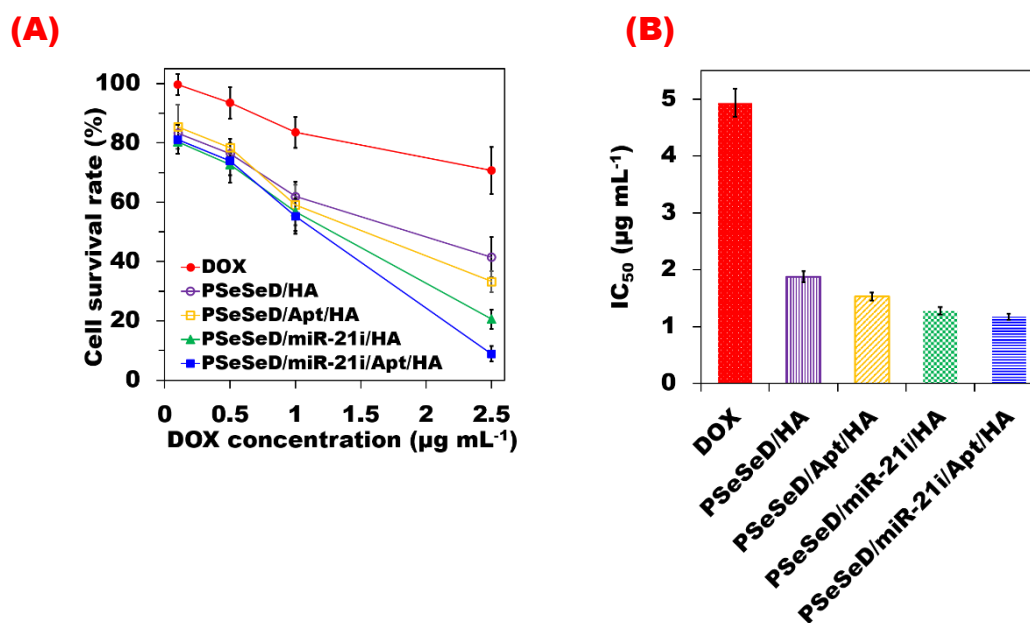 (A)
Cell survival rate (%)
100
80
60
40
20
0
DOX
PSeSeD/HA
PSeSeD/Apt/HA
PSeSeD/miR-21i/HA
PSeSeD/miR-21i/Apt/HA
0 0.5 1 1.5 2 2.5
DOX concentration (μg mL⁻¹)
(B)
IC₅₀ (μg mL⁻¹)
5
4
3
2
1
0
DOX
PSeSeD/HA
PSeSeD/Apt/HA
PSeSeD/miR-21i/HA
PSeSeD/miR-21i/Apt/HA